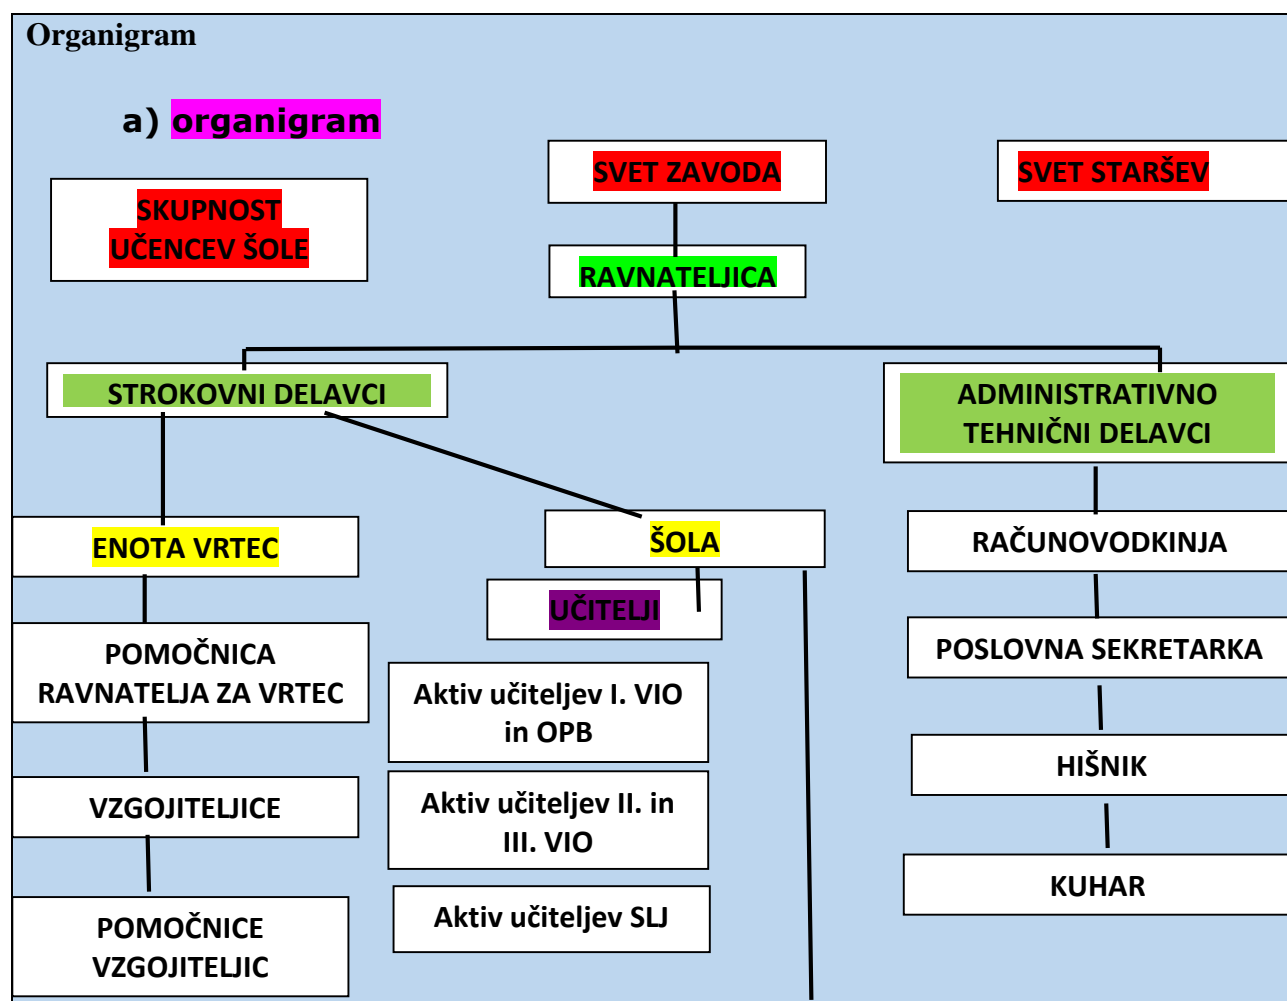 Organigram
a) organigram
SVET ZAVODA
SVET STARŠEV
SKUPNOST
UČENCEV ŠOLE
RAVNATELJICA
STROKOVNI DELAVCI
ADMINISTRATIVNO
TEHNIČNI DELAVCI
ENOTA VRTEC
ŠOLA
RAČUNOVODKINJA
UČITELJI
POMOČNICA
RAVNATELJA ZA VRTEC
Aktiv učiteljev I. VIO
in OPB
POSLOVNA SEKRETARKA
VZGOJITELJICE
Aktiv učiteljev II. in
III. VIO
HIŠNIK
POMOČNICE
VZGOJITELJIC
Aktiv učiteljev SLJ
KUHAR